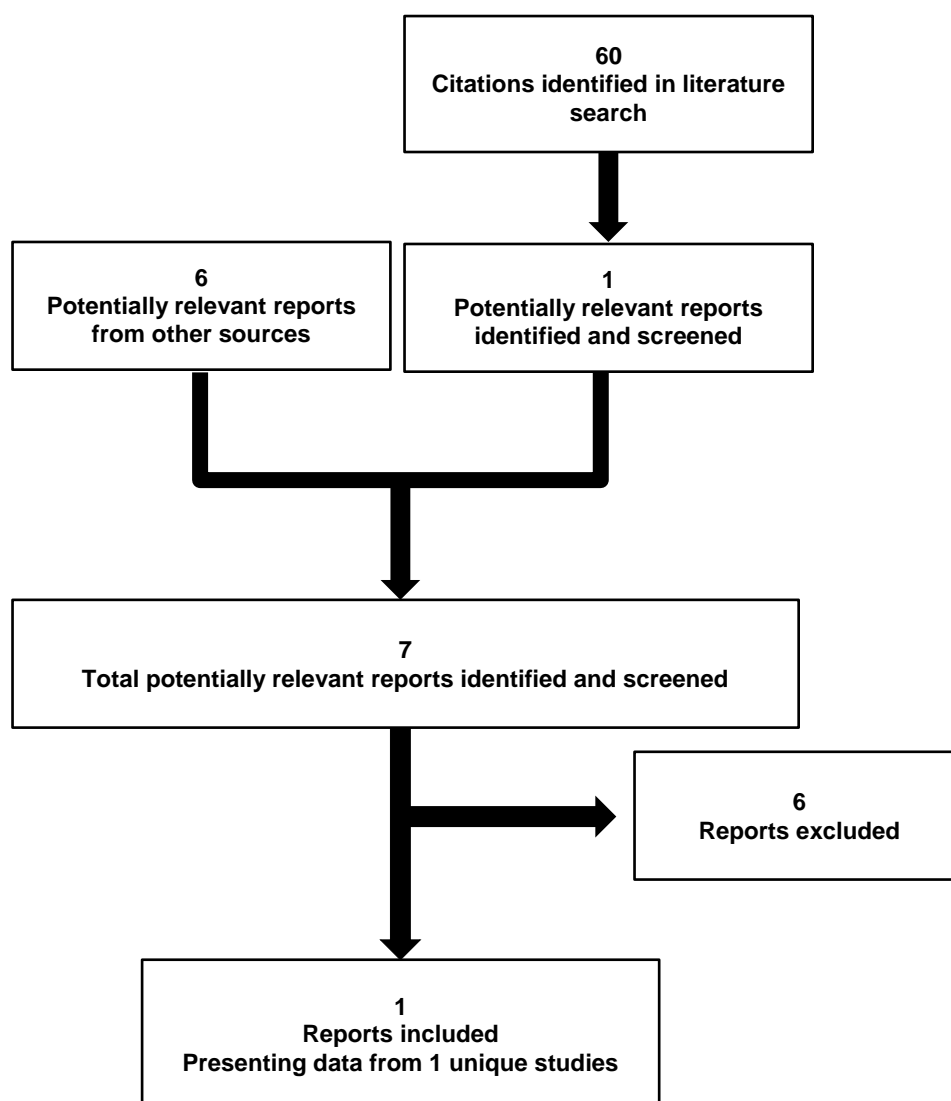 60
Citations identified in literature
search
6
Potentially relevant reports
from other sources
1
Potentially relevant reports
identified and screened
7
Total potentially relevant reports identified and screened
6
Reports excluded
1
Reports included
Presenting data from 1 unique studies